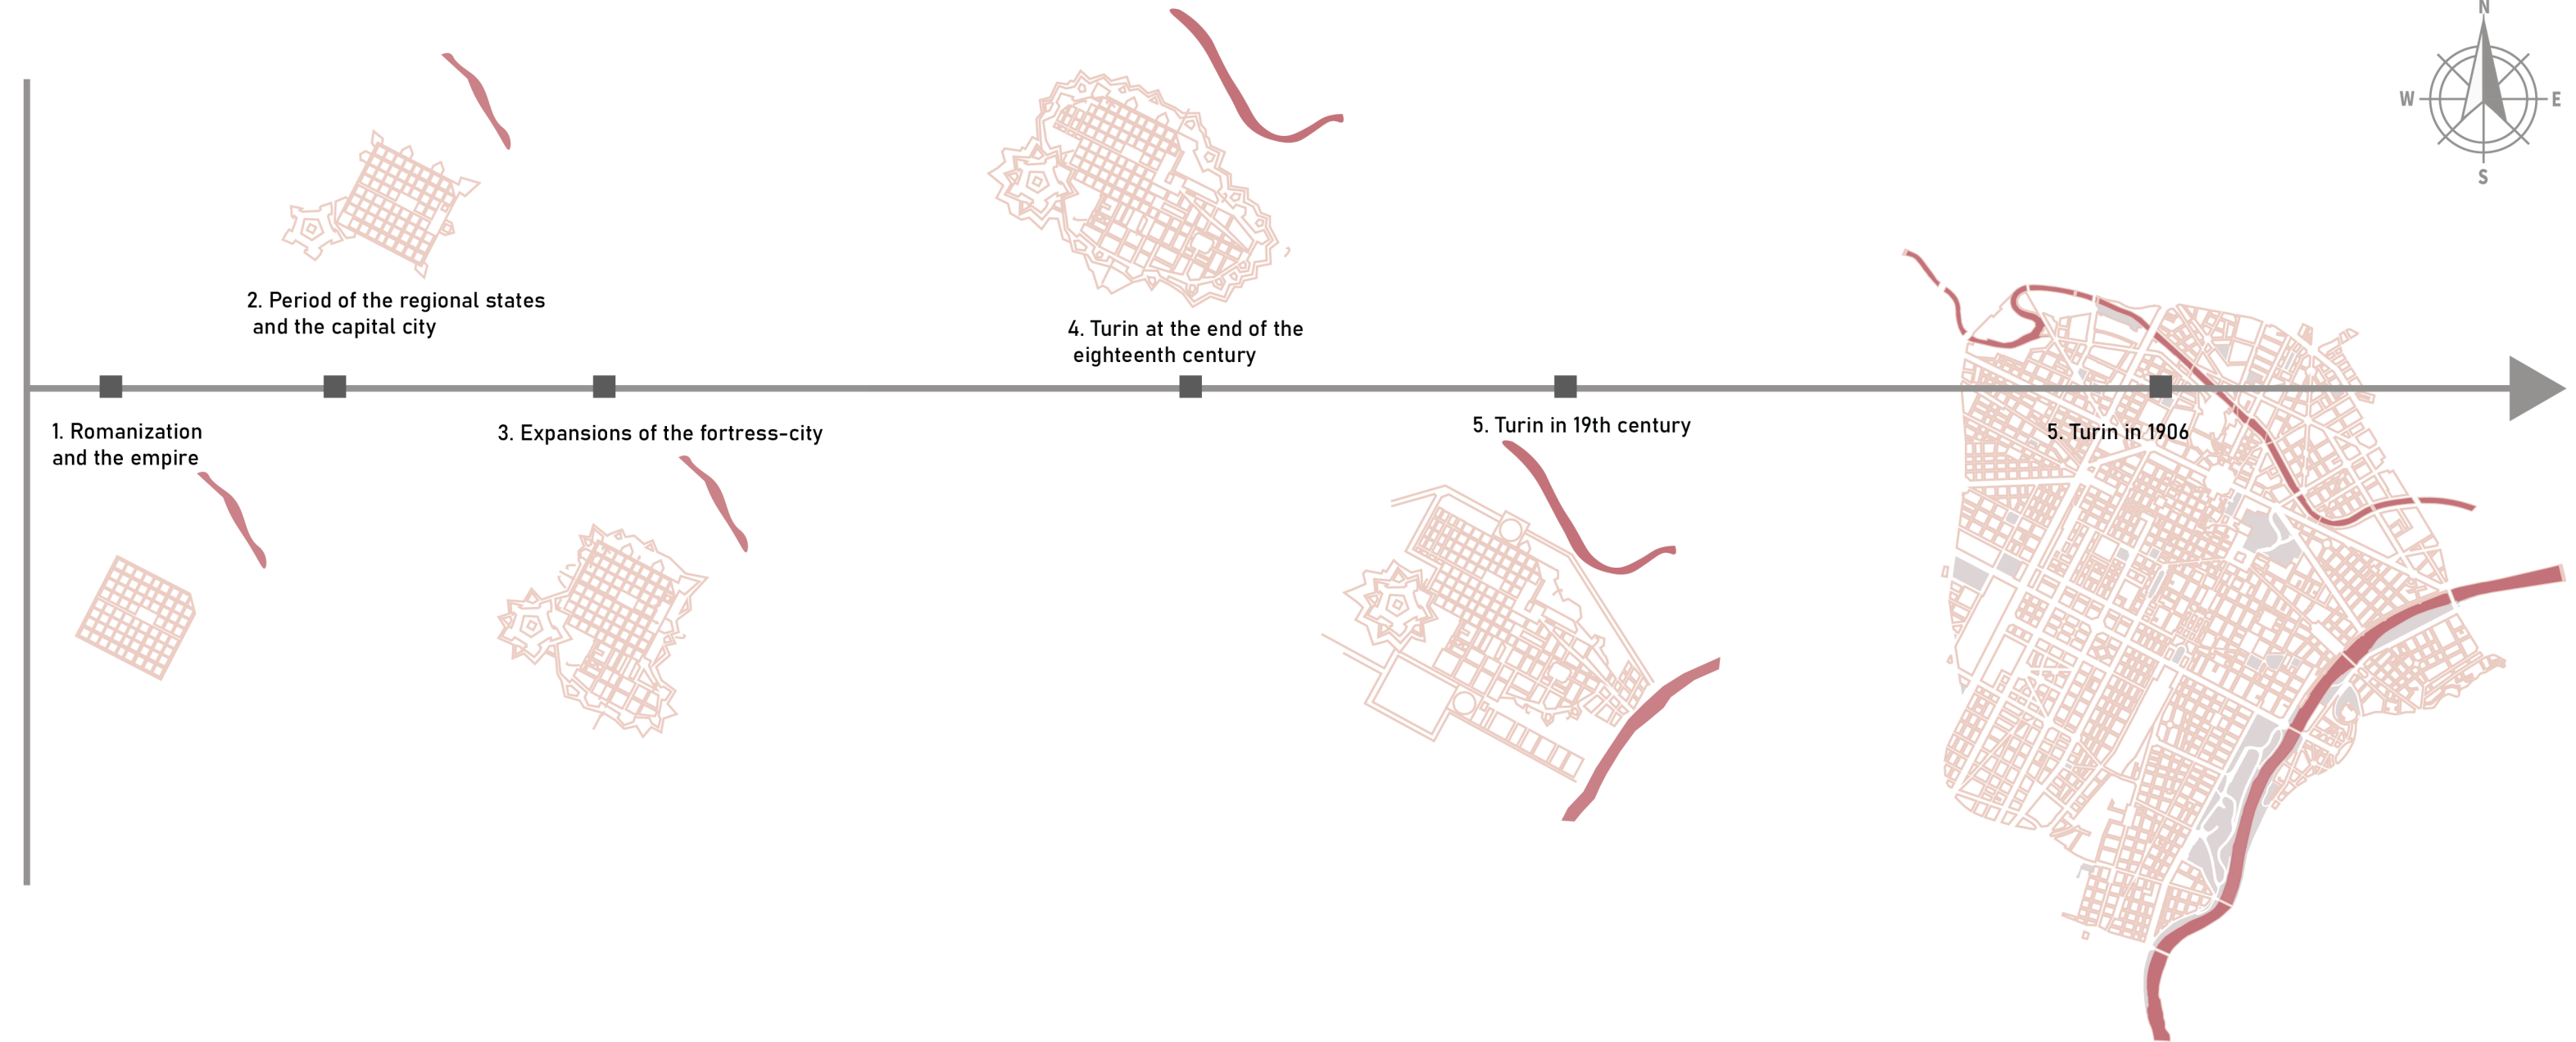 N
W
E
S
2. Period of the regional states
and the capital city
4. Turin at the end of the
eighteenth century
1. Romanization
and the empire
3. Expansions of the fortress-city
5. Turin in 19th century
5. Turin in 1906